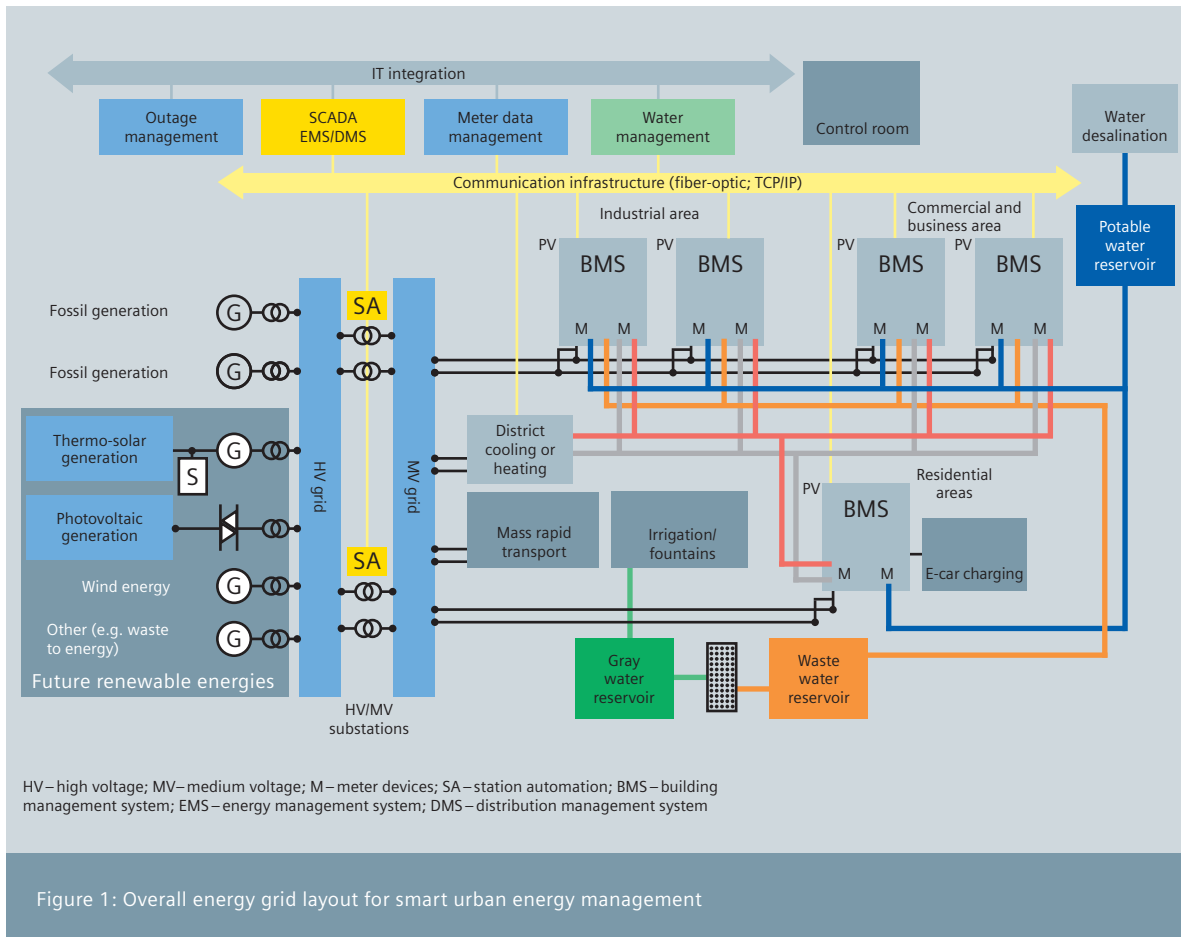 IT integration
Outage
management
SCADA
EMS/DMS
Meter data
management
Water
management
Control room
Water
desalination
Communication infrastructure (fiber-optic; TCP/IP)
Industrial area
Commercial and
business area
Potable
water
reservoir
PV
BMS
M
M
PV
BMS
M
M
PV
BMS
M
M
PV
BMS
M
M
Fossil generation
G
Fossil generation
G
SA
Thermo-solar
generation
S
G
Photovoltaic
generation
Wind energy
G
Other (e.g. waste
to energy)
G
Future renewable energies
HV grid
SA
MV grid
HV/MV
substations
District
cooling or
heating
Mass rapid
transport
Irrigation/
fountains
Residential
areas
PV
BMS
M
M
E-car charging
Gray
water
reservoir
Waste
water
reservoir
HV – high voltage; MV – medium voltage; M – meter devices; SA – station automation; BMS – building
management system; EMS – energy management system; DMS – distribution management system
Figure 1: Overall energy grid layout for smart urban energy management